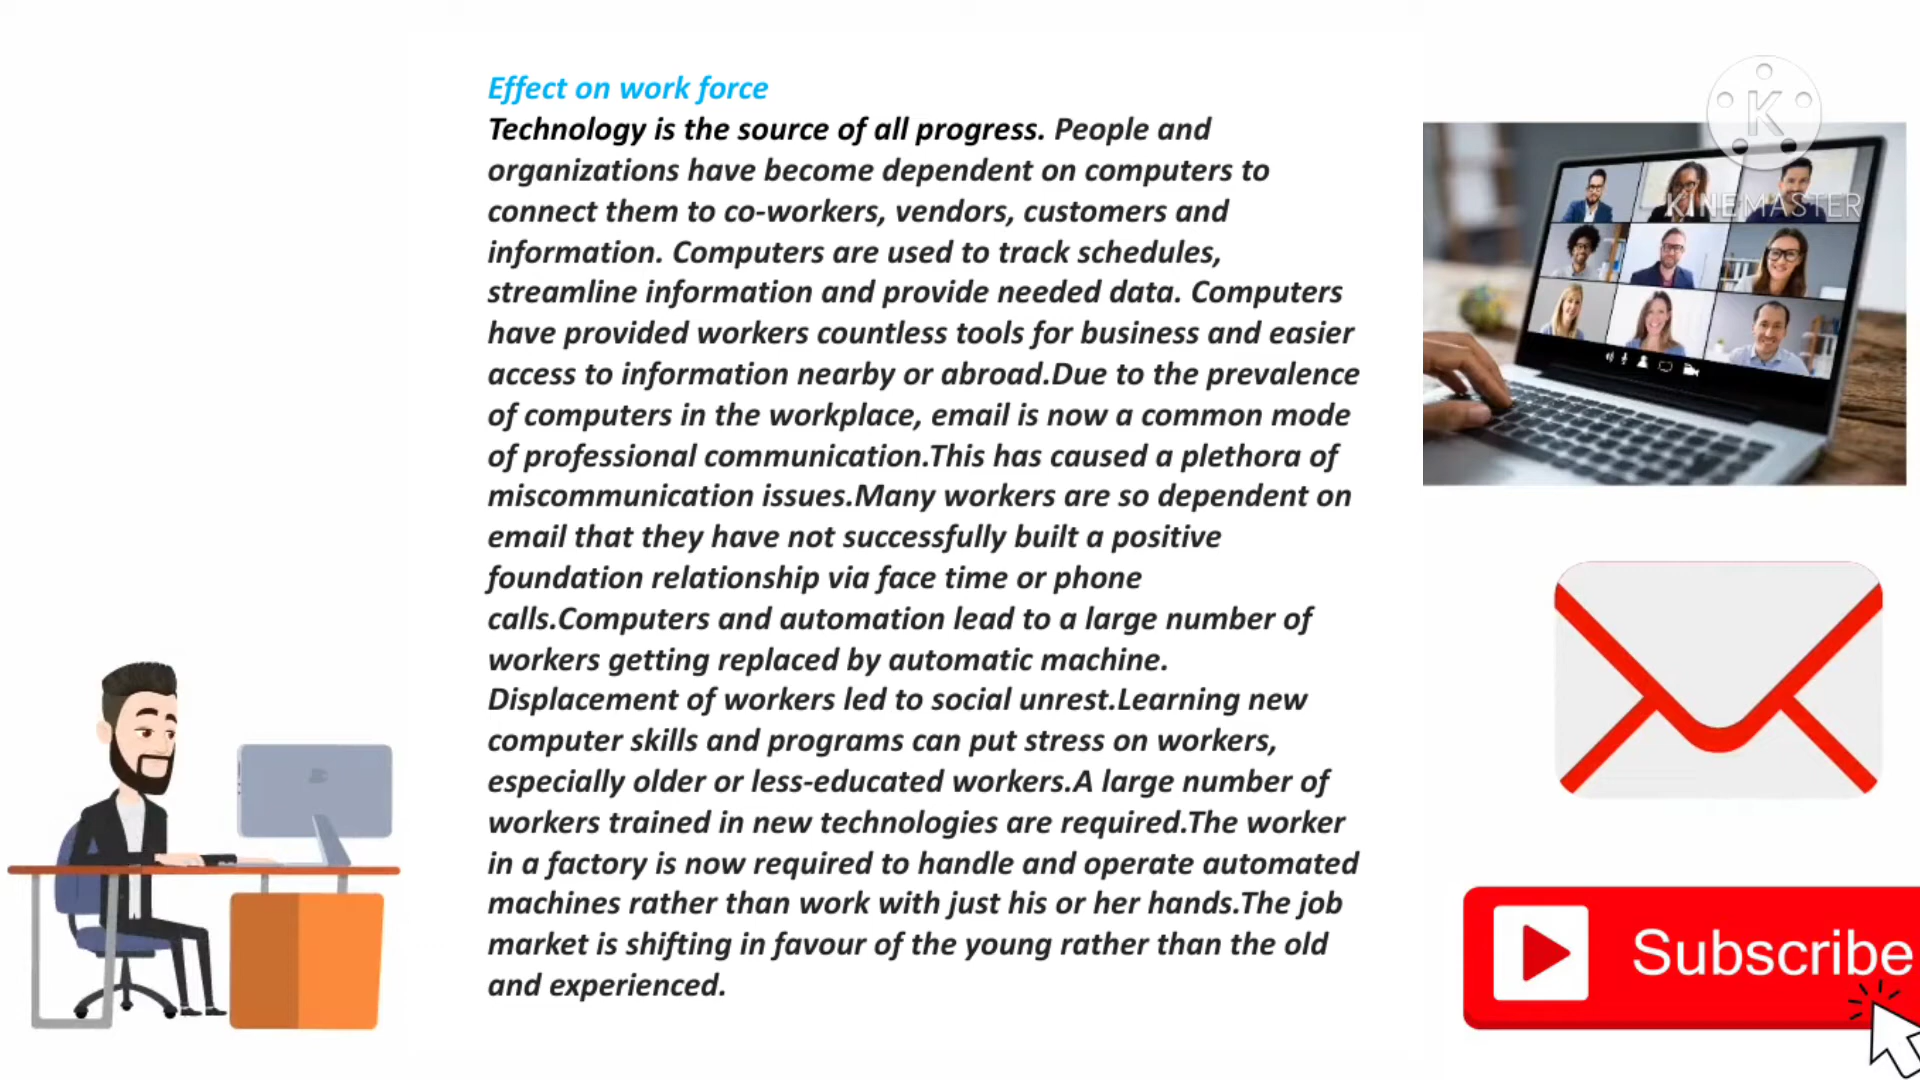 Effect on work force
Technology is the source of all progress. People and
organizations have become dependent on computers to
connect them to co-workers, vendors, customers and
information. Computers are used to track schedules,
streamline information and provide needed data. Computers
have provided workers countless tools for business and easier
access to information nearby or abroad.Due to the prevalence
of computers in the workplace, email is now a common mode
of professional communication.This has caused a plethora of
miscommunication issues.Many workers are so dependent on
email that they have not successfully built a positive
foundation relationship via face time or phone
calls.Computers and automation lead to a large number of
workers getting replaced by automatic machine.
Displacement of workers led to social unrest.Learning new
computer skills and programs can put stress on workers,
especially older or less-educated workers.A large number of
workers trained in new technologies are required.The worker
in a factory is now required to handle and operate automated
machines rather than work with just his or her hands.The job
market is shifting in favour of the young rather than the old
and experienced.
K
KINEMASTER
Subscribe